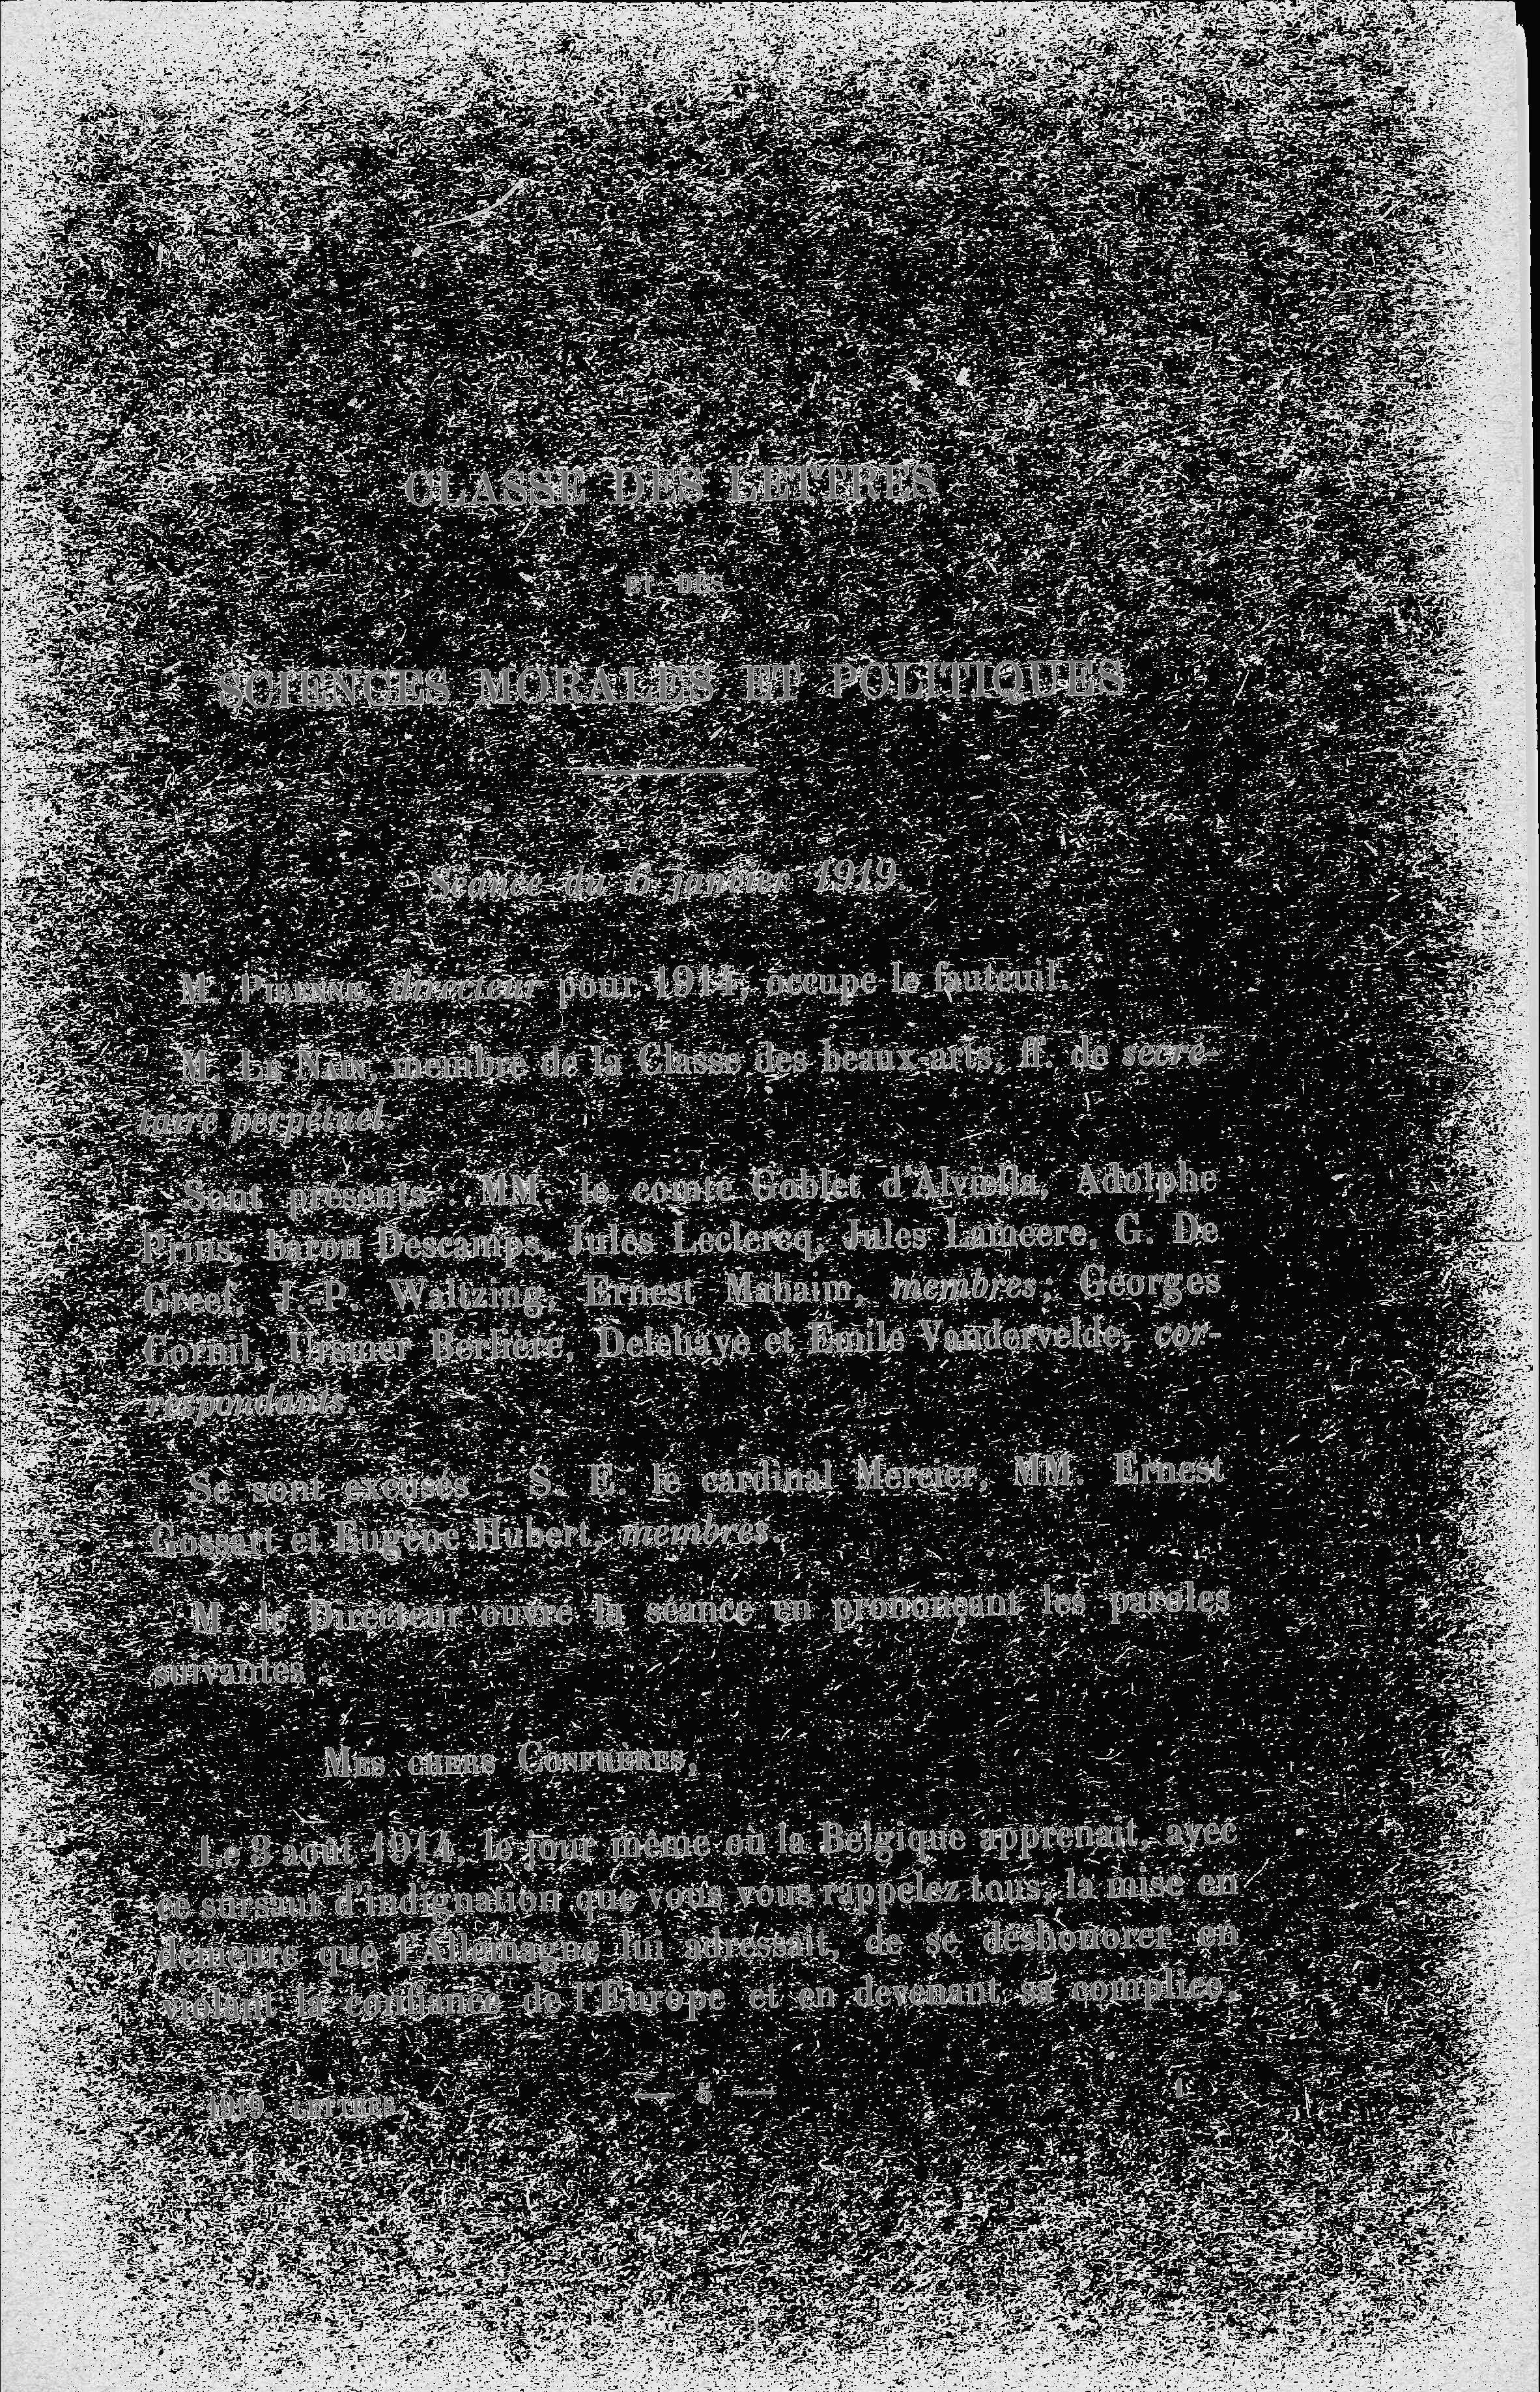 CLASSE DES LETTRES
ET DES
SCIENCES MORALES ET POLITIQUES
Séance du 6 janvier 1919.
M. PIRENNE, directeur pour 1914, occupe le fauteuil.
M. LE NAIN, membre de la Classe des beaux-arts, ff. de secré-
taire perpétuel.
Sont présents : MM. le comte Goblet d'Alviella, Adolphe
Prins, baron Descamps, Jules Leclercq, Jules Lameere, G. De
Greef, J.-P. Waltzing, Ernest Mahaim, membres; Georges
Cornil, Ursmer Berlière, Delehaye et Emile Vandervelde, cor-
respondants.
Se sont excusés : S. E. le cardinal Mercier, MM. Ernest
Gossart et Eugène Hubert, membres.
M. le Directeur ouvre la séance en prononçant les paroles
suivantes :
MES CHERS CONFRÈRES,
Le 3 août 1914, le jour même où la Belgique apprenait, avec
ce sursaut d'indignation que vous vous rappelez tous, la mise en
demeure que l'Allemagne lui adressait, de se déshonorer en
violant la confiance de l'Europe et en devenant sa complice,
1919. LETTRES. — 5 — 1